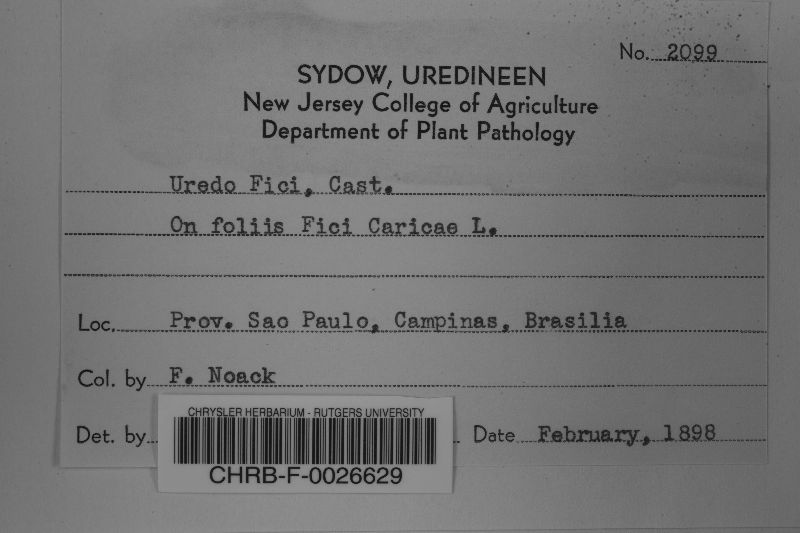 No. 2099
SYDOW, UREDINEEN
New Jersey College of Agriculture
Department of Plant Pathology
Uredo Fici, Cast.
On foliis Fici Caricae L.
Loc. Prov. Sao Paulo, Campinas, Brasilia
Col. by F. Noack
Det. by Date February, 1898
CHRYSLER HERBARIUM - RUTGERS UNIVERSITY
CHRB-F-0026629